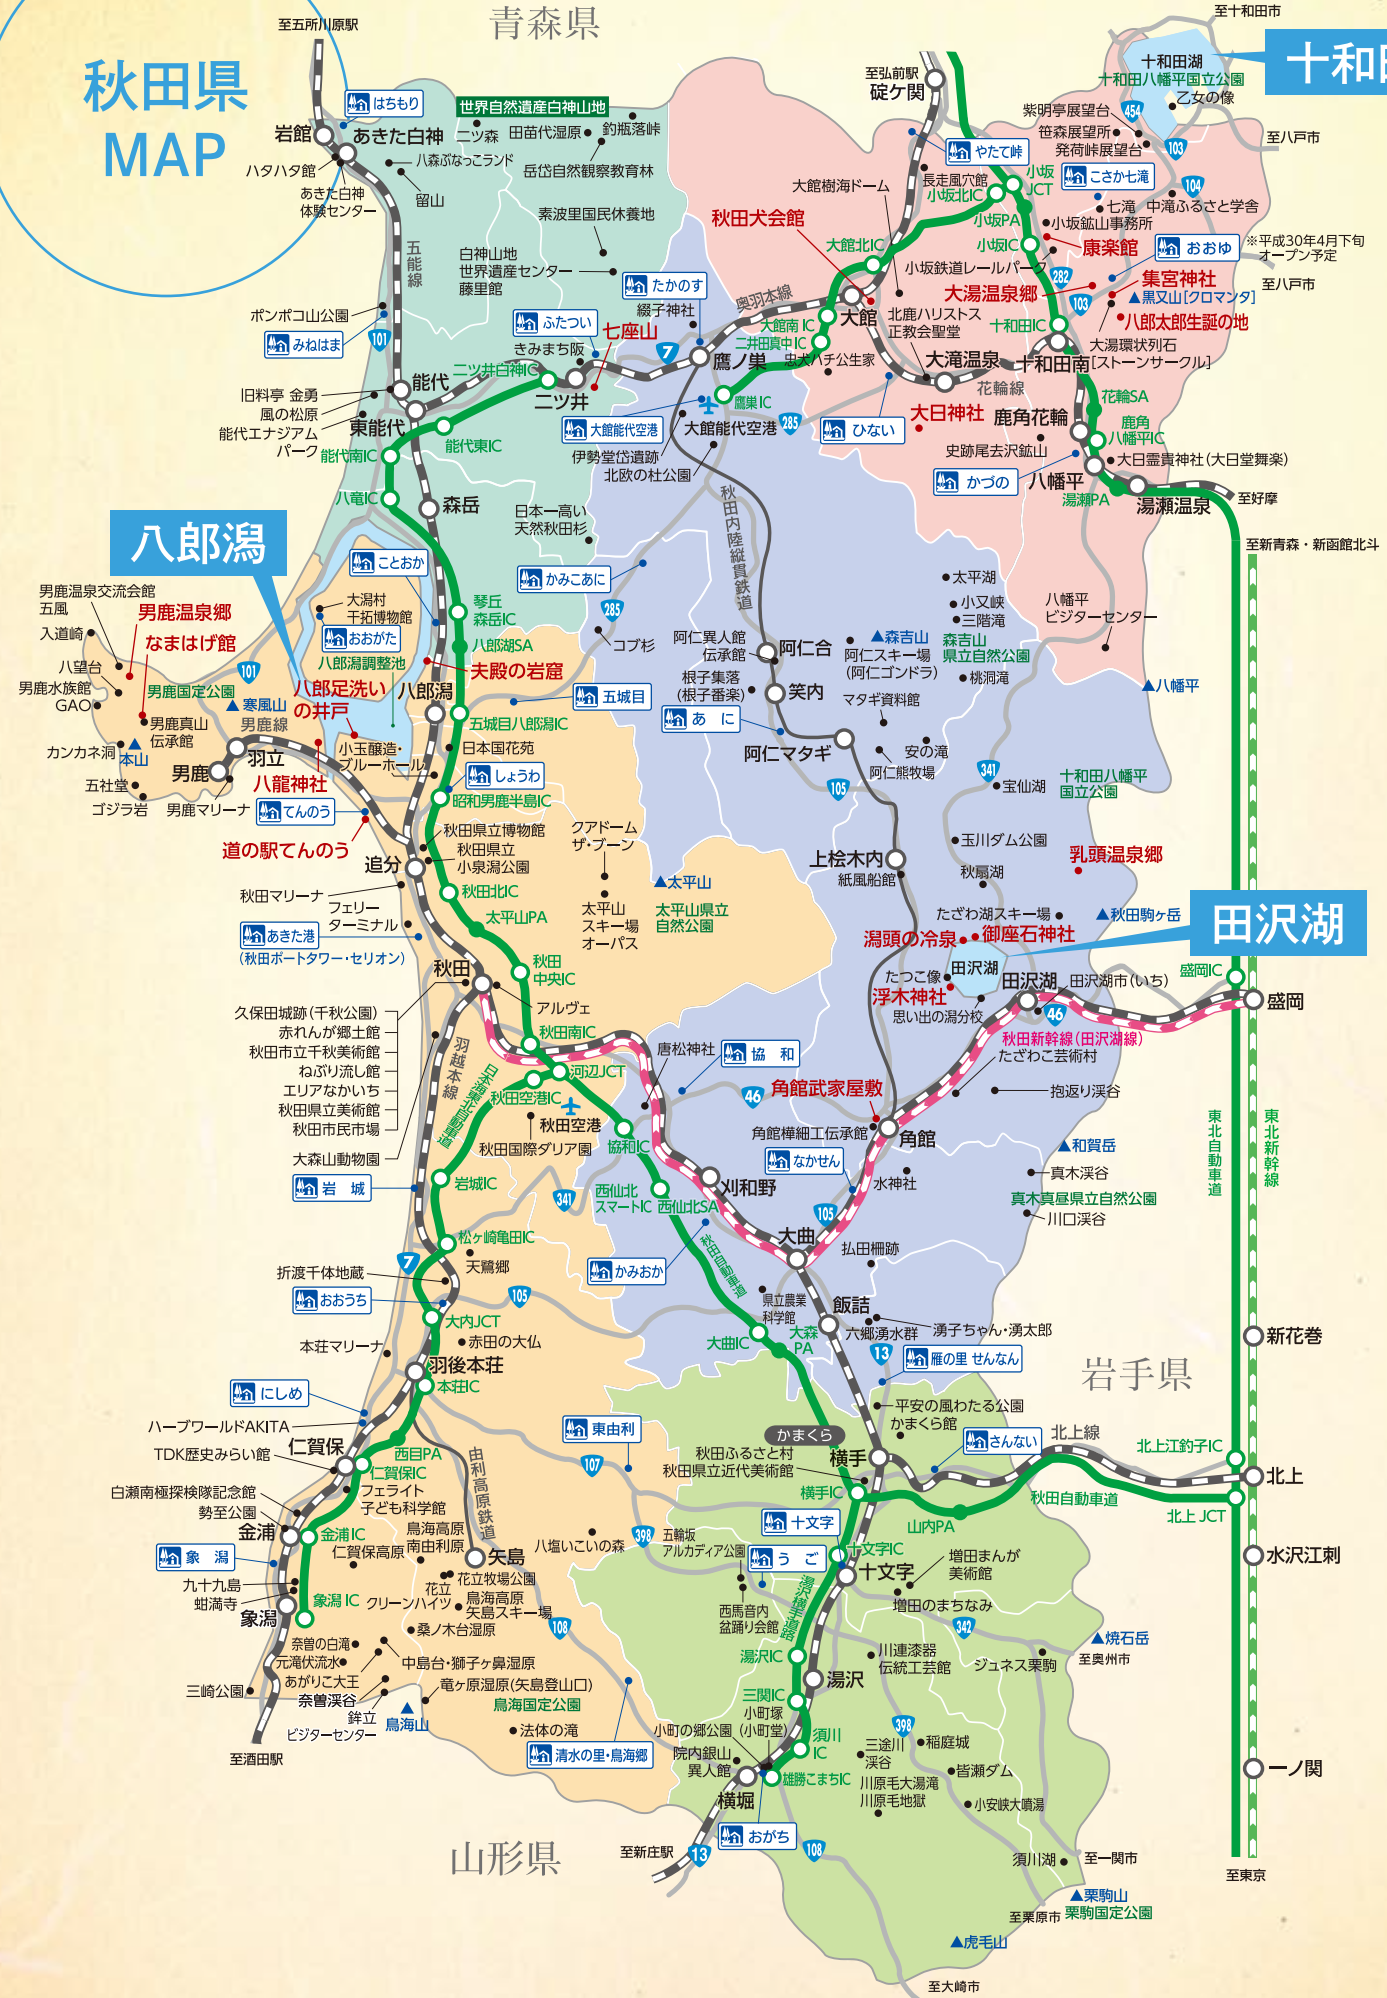 秋田県
MAP
青森県
至五所川原駅
至十和田市
十和田湖
十和田八幡平国立公園
乙女の像
十和田
至弘前駅
碇ケ関
はちもり
世界自然遺産白神山地
岩館
あきた白神
ハタハタ館
あきた白神
体験センター
八森ぶなっこランド
留山
二ツ森
田苗代湿原
釣瓶落峠
岳岱自然観察教育林
素波里国民休養地
白神山地
世界遺産センター
藤里館
五能線
紫明亭展望台
笹森展望所
発荷峠展望台
454
103
104
至八戸市
やたて峠
長走風穴館
小坂北IC
小坂
JCT
小坂PA
こさか七滝
七滝
中滝ふるさと学舎
小坂鉱山事務所
康楽館
おおゆ
※平成30年4月下旬
オープン予定
至八戸市
大館樹海ドーム
秋田犬会館
大館北IC
小坂IC
小坂鉄道レールパーク
282
103
大湯温泉郷
集宮神社
黒又山[クロマンタ]
八郎太郎生誕の地
大湯環状列石
[ストーンサークル]
十和田IC
十和田南
たかのす
綴子神社
奥羽本線
ふたつい
七座山
きみまち阪
二ツ井白神IC
二ツ井
7
鷹ノ巣
大館南IC
二井田真中IC
大館
忠犬ハチ公生家
北鹿ハリストス
正教会聖堂
大滝温泉
花輪線
ポンポコ山公園
みねはま
101
能代
旧料亭 金勇
風の松原
能代エナジアム
パーク
東能代
能代東IC
能代南IC
八竜IC
森岳
大館能代空港
鷹巣IC
大館能代空港
285
伊勢堂岱遺跡
北欧の杜公園
ひない
大日神社
鹿角花輪
花輪SA
鹿角
八幡平IC
史跡尾去沢鉱山
かづの
大日霊貴神社(大日堂舞楽)
八幡平
湯瀬PA
湯瀬温泉
至好摩
至新青森・新函館北斗
秋田内陸縦貫鉄道
日本一高い
天然秋田杉
かみこあに
285
コブ杉
八郎潟
ことおか
大潟村
干拓博物館
おおがた
八郎潟調整池
琴丘
森岳IC
八郎湖SA
夫殿の岩窟
五城目
五城目八郎潟IC
男鹿温泉交流会館
五風
男鹿温泉郷
なまはげ館
入道崎
八望台
男鹿水族館
GAO
男鹿国定公園
101
寒風山
男鹿線
男鹿真山
伝承館
カンカネ洞
本山
五社堂
ゴジラ岩
男鹿
羽立
男鹿マリーナ
八郎足洗い
の井戸
八郎潟
八龍神社
てんのう
道の駅てんのう
小玉醸造・
ブルーホール
日本国花苑
しょうわ
昭和男鹿半島IC
太平湖
小又峡
三階滝
森吉山
森吉山
県立自然公園
桃洞滝
八幡平
ビジターセンター
八幡平
阿仁異人館
伝承館
阿仁合
根子集落
(根子番楽)
笑内
あ に
阿仁マタギ
阿仁スキー場
(阿仁ゴンドラ)
マタギ資料館
安の滝
阿仁熊牧場
105
341
宝仙湖
十和田八幡平
国立公園
玉川ダム公園
秋扇湖
乳頭温泉郷
上桧木内
紙風船館
追分
秋田県立博物館
秋田県立
小泉潟公園
クアドーム
ザ・ブーン
太平山
太平山県立
自然公園
太平山
スキー場
オーパス
秋田北IC
太平山PA
秋田マリーナ
フェリー
ターミナル
あきた港
(秋田ポートタワー・セリオン)
秋田
秋田
中央IC
アルヴェ
秋田南IC
久保田城跡(千秋公園)
赤れんが郷土館
秋田市立千秋美術館
ねぶり流し館
エリアなかいち
秋田県立美術館
秋田市民市場
大森山動物園
羽越本線
日本海東北自動車道
河辺JCT
秋田空港IC
秋田空港
秋田国際ダリア園
唐松神社
協 和
46
協和IC
たざわ湖スキー場
秋田駒ヶ岳
潟頭の冷泉
御座石神社
田沢湖
たつこ像
田沢湖
浮木神社
思い出の潟分校
田沢湖
田沢湖市(いち)
盛岡IC
盛岡
46
秋田新幹線(田沢湖線)
たざわこ芸術村
抱返り渓谷
角館武家屋敷
角館樺細工伝承館
角館
なかせん
水神社
和賀岳
真木渓谷
真木真昼県立自然公園
川口渓谷
東北自動車道
東北新幹線
岩 城
岩城IC
341
西仙北
スマートIC
西仙北SA
刈和野
105
大曲
払田柵跡
かみおか
秋田自動車道
7
松ヶ崎亀田IC
天鷺郷
折渡千体地蔵
おおうち
105
大内JCT
赤田の大仏
本荘マリーナ
羽後本荘
本荘IC
県立農業
科学館
飯詰
六郷湧水群
湧子ちゃん・湧太郎
大曲IC
大森
PA
13
雁の里 せんなん
平安の風わたる公園
かまくら館
岩手県
新花巻
かまくら
横手
秋田ふるさと村
秋田県立近代美術館
さんない
北上線
北上江釣子IC
北上
秋田自動車道
北上 JCT
横手IC
山内PA
にしめ
ハーブワールドAKITA
仁賀保
TDK歴史みらい館
西目PA
仁賀保IC
フェライト
子ども科学館
由利高原鉄道
東由利
107
398
八塩いこいの森
五輪坂
アルカディア公園
十文字
うご
十文字IC
十文字
増田まんが
美術館
増田のまちなみ
水沢江刺
白瀬南極探検隊記念館
勢至公園
金浦
金浦IC
仁賀保高原
鳥海高原
南由利原
矢島
象 潟
九十九島
蚶満寺
象潟
象潟 IC
花立
クリーンハイツ
花立牧場公園
鳥海高原
矢島スキー場
桑ノ木台湿原
奈曽の白滝
元滝伏流水
あがりこ大王
中島台・獅子ヶ鼻湿原
奈曽渓谷
鉾立
ビジターセンター
三崎公園
竜ヶ原湿原(矢島登山口)
鳥海国定公園
鳥海山
法体の滝
108
清水の里・鳥海郷
至酒田駅
西馬音内
盆踊り会館
湯沢横手道路
湯沢IC
三関IC
湯沢
342
川連漆器
伝統工芸館
ジュネス栗駒
焼石岳
至奥州市
小町の郷公園
小町塚
(小町堂)
須川
IC
院内銀山
異人館
横堀
雄勝こまちIC
おがち
398
三途川
渓谷
稲庭城
川原毛大湯滝
川原毛地獄
皆瀬ダム
小安峡大噴湯
一ノ関
山形県
至新庄駅
13
108
須川湖
至一関市
至東京
栗駒山
栗駒国定公園
至栗原市
虎毛山
至大崎市